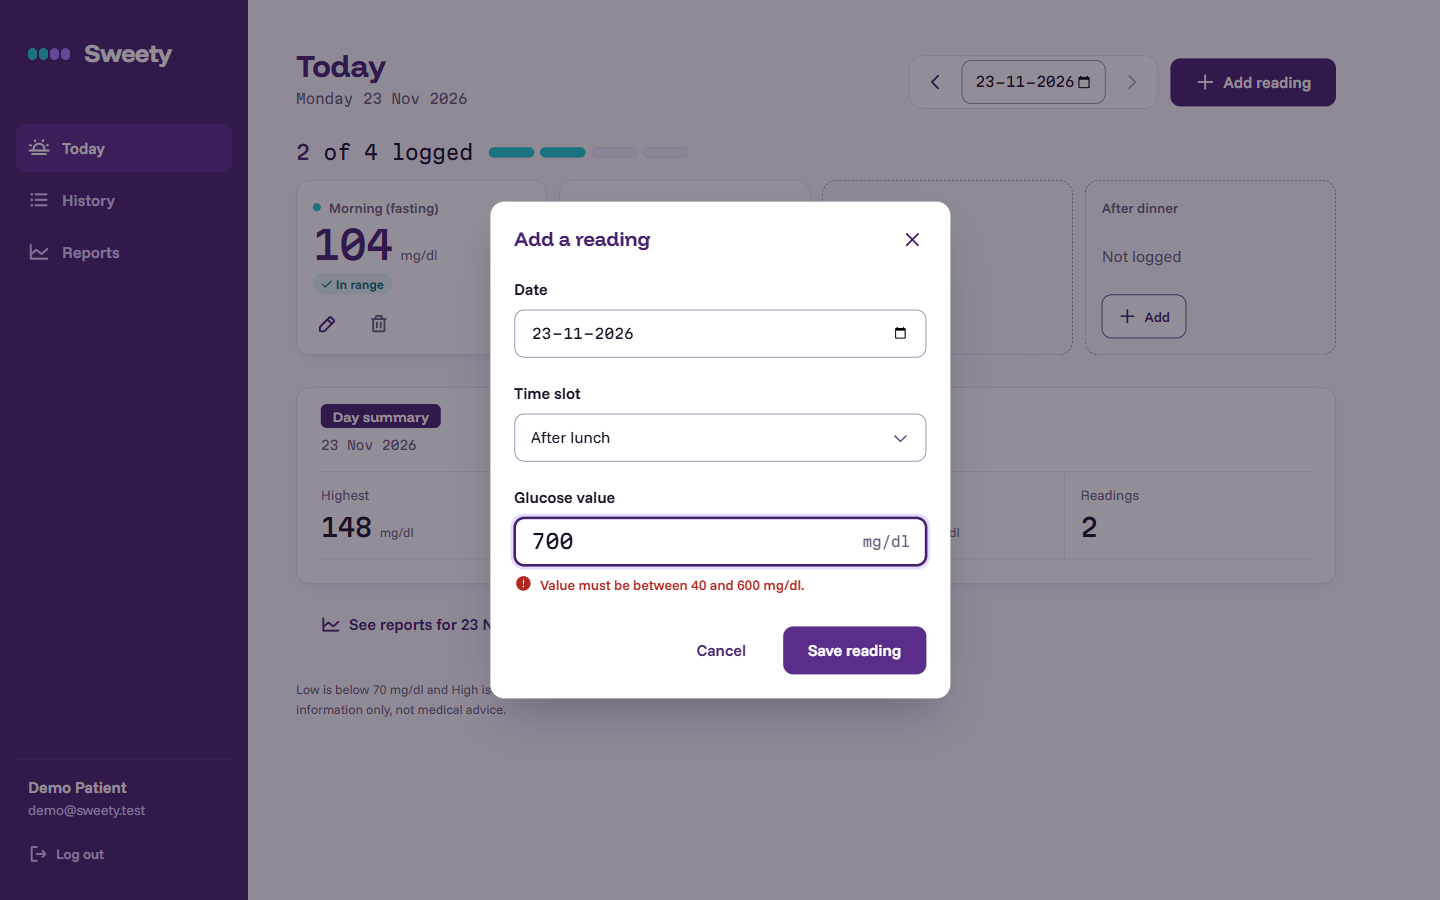 Sweety
Today
History
Reports
Demo Patient
demo@sweety.test
Log out
Today
Monday 23 Nov 2026
23-11-2026
Add reading
2 of 4 logged
Morning (fasting)
104 mg/dl
In range
After dinner
Not logged
Add
Day summary
23 Nov 2026
Highest
148 mg/dl
Readings
2
See reports for 23
Low is below 70 mg/dl and High is
information only, not medical advice.
Add a reading
Date
23-11-2026
Time slot
After lunch
Glucose value
700 mg/dl
Value must be between 40 and 600 mg/dl.
Cancel
Save reading